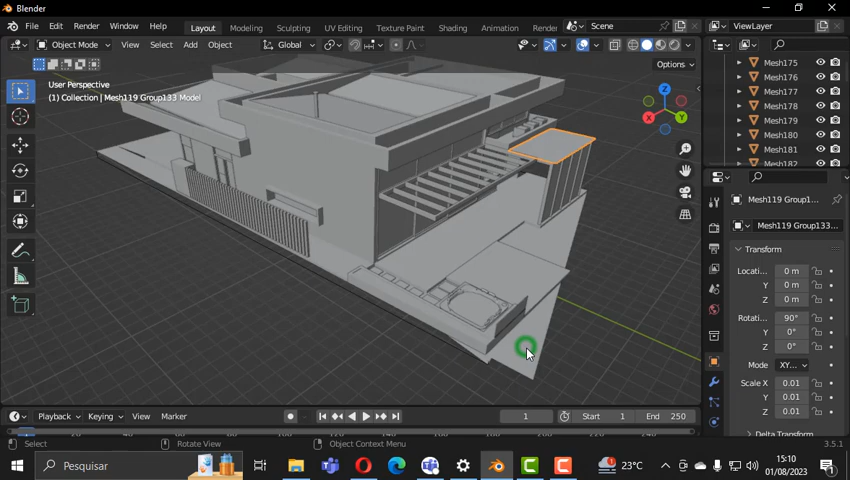 Blender
File Edit Render Window Help Layout Modeling Sculpting UV Editing Texture Paint Shading Animation Render Scene ViewLayer
Object Mode View Select Add Object Global
Options
User Perspective
(1) Collection | Mesh119 Group133 Model
Z
Y
X
Mesh175
Mesh176
Mesh177
Mesh178
Mesh179
Mesh180
Mesh181
Mesh182
Mesh119 Group1...
Mesh119 Group133...
Transform
Locati... 0 m
Y 0 m
Z 0 m
Rotati... 90°
Y 0°
Z 0°
Mode XY...
Scale X 0.01
Y 0.01
Z 0.01
Delta Transform
Playback Keying View Marker 1 Start 1 End 250
Select Rotate View Object Context Menu 3.5.1
Pesquisar 23°C 15:10
01/08/2023